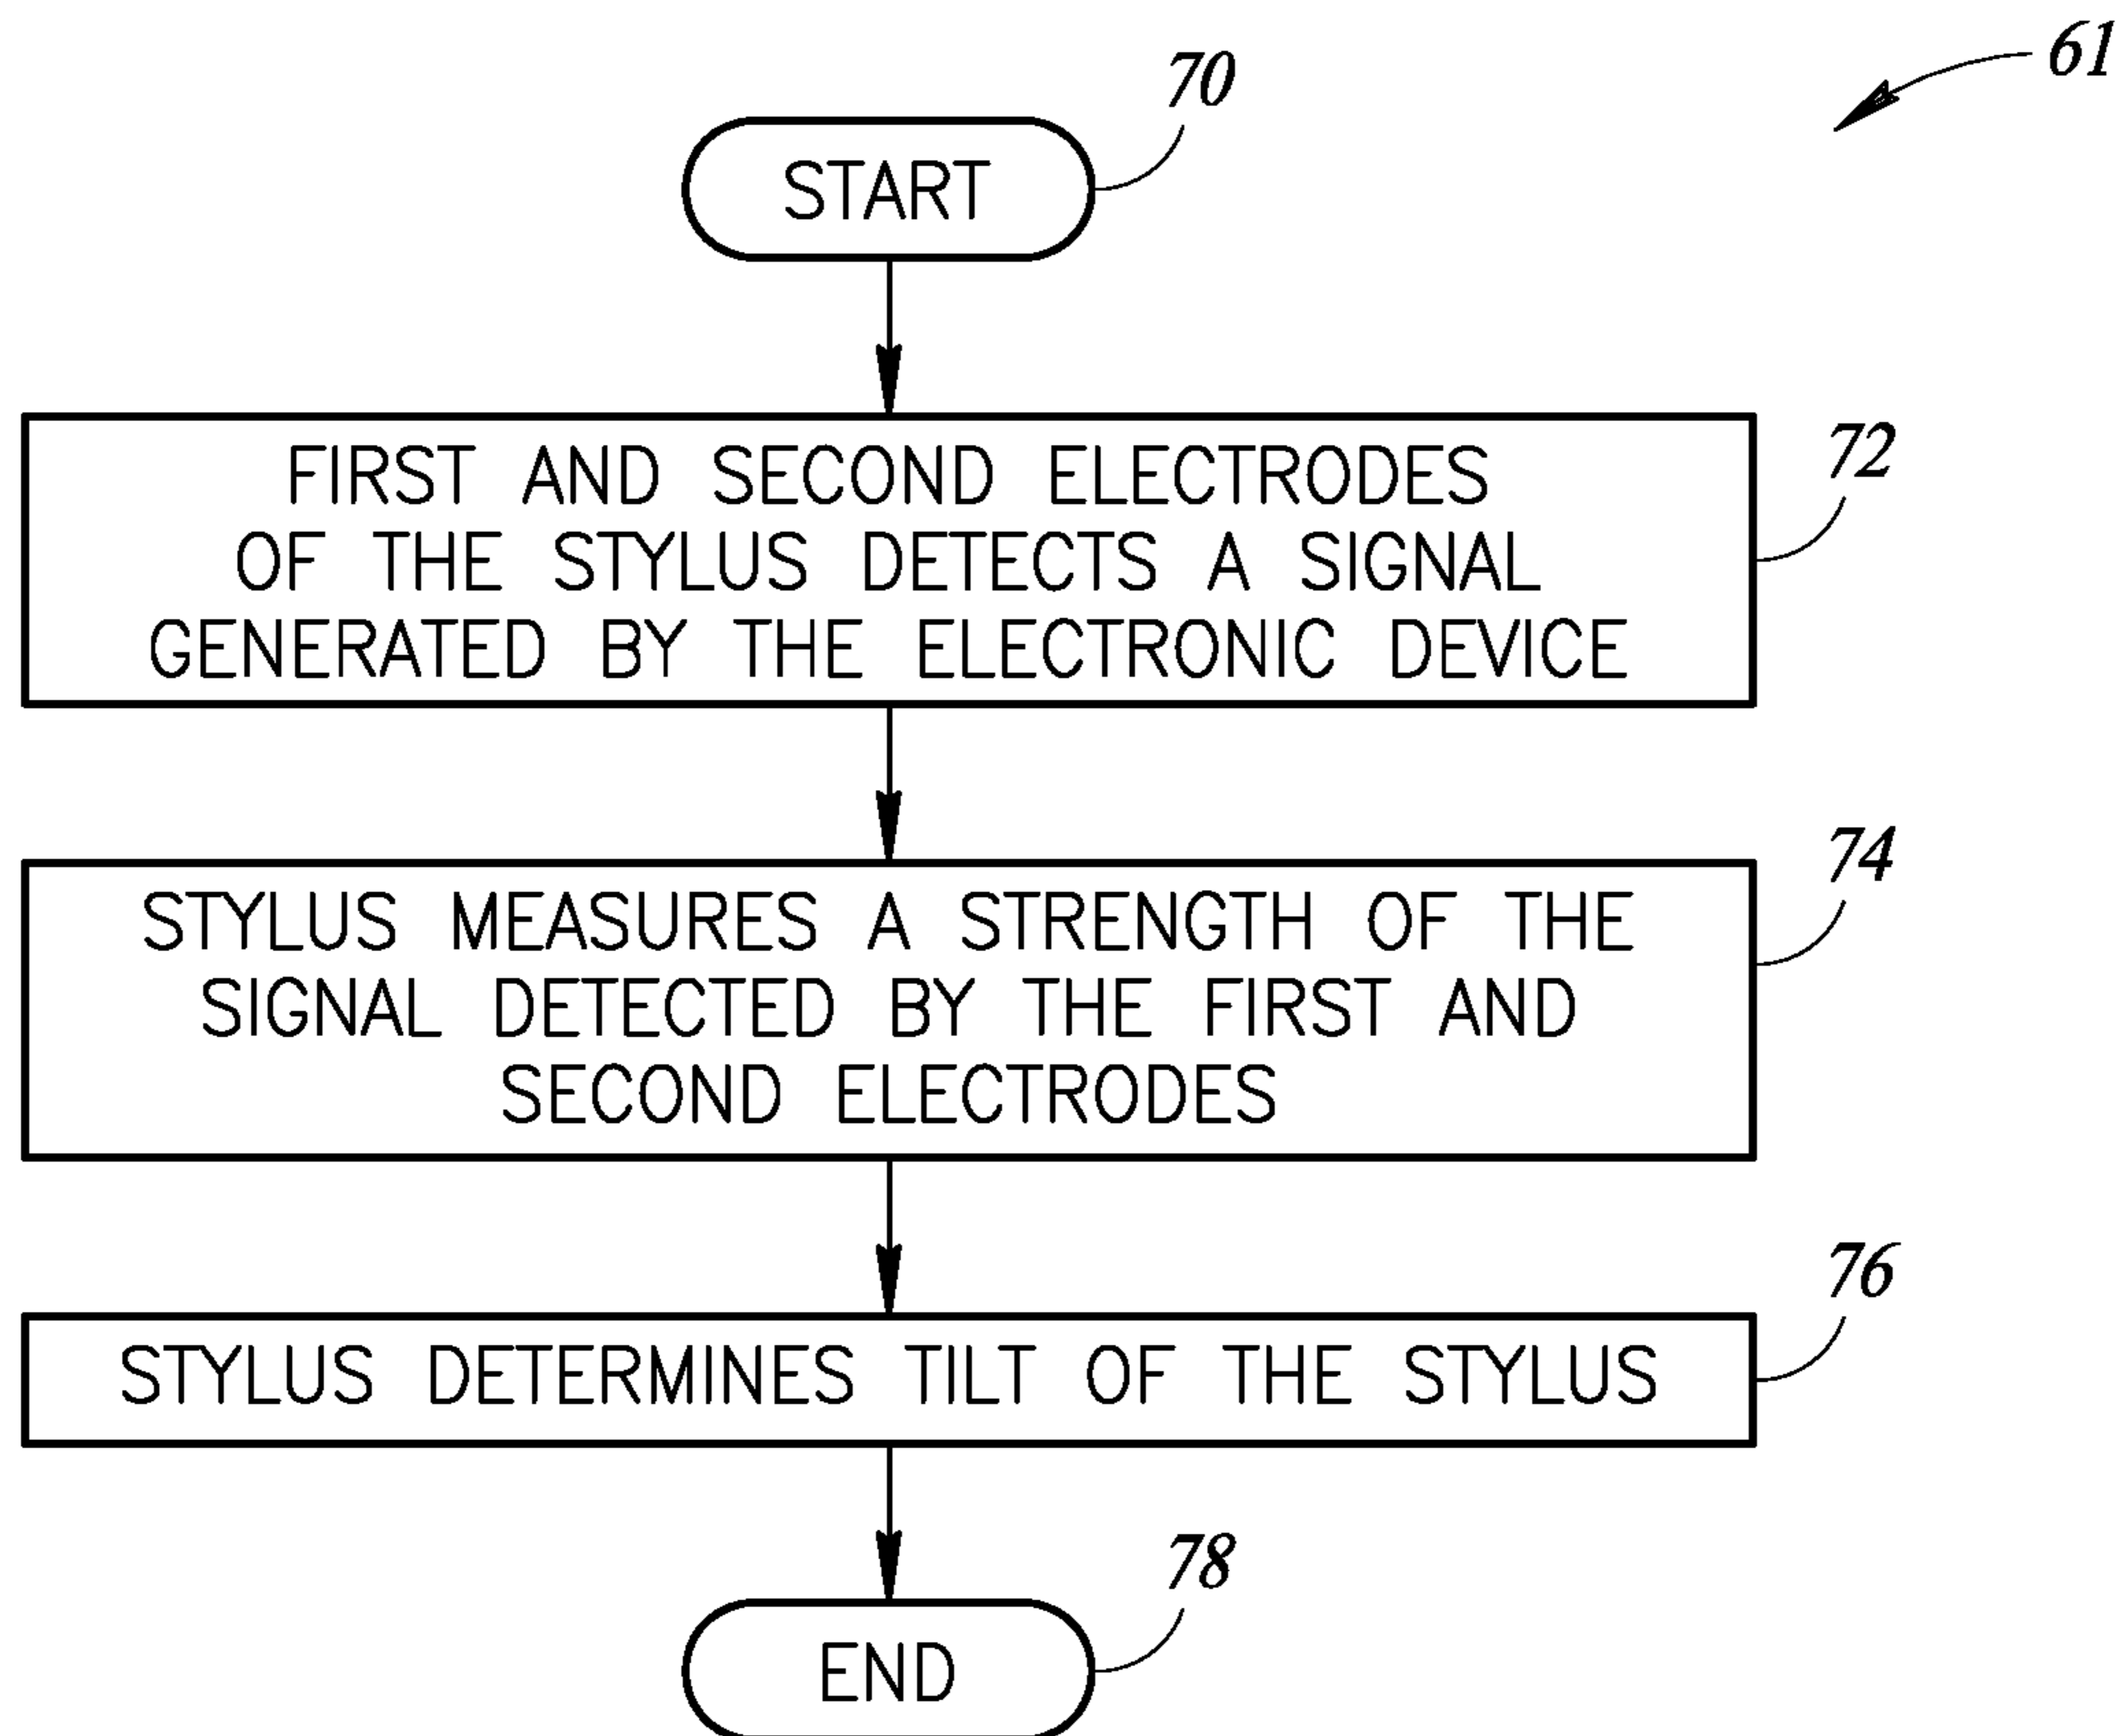 61
70
START
72
FIRST AND SECOND ELECTRODES
OF THE STYLUS DETECTS A SIGNAL
GENERATED BY THE ELECTRONIC DEVICE
74
STYLUS MEASURES A STRENGTH OF THE
SIGNAL DETECTED BY THE FIRST AND
SECOND ELECTRODES
76
STYLUS DETERMINES TILT OF THE STYLUS
78
END